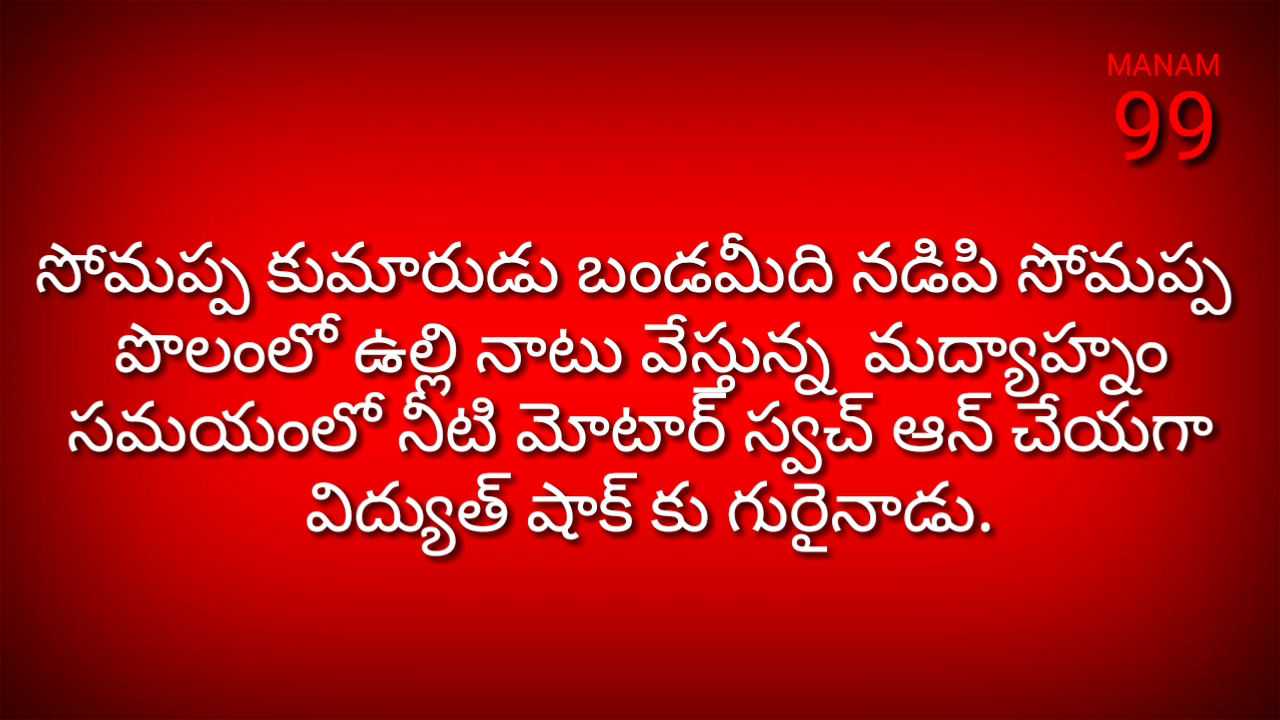 MANAM
99
సోమప్ప కుమారుడు బండమీది నడిపి సోమప్ప
పొలంలో ఉల్లి నాటు వేస్తున్న  మద్యాహ్నం
సమయంలో నీటి మోటార్ స్వచ్ ఆన్ చేయగా
విద్యుత్ షాక్ కు గురైనాడు.